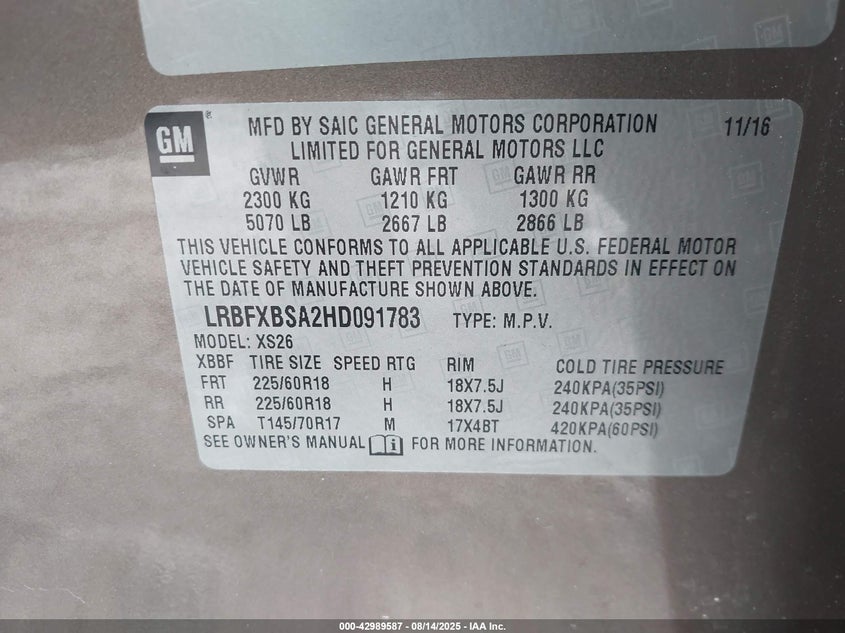 GM
MFD BY SAIC GENERAL MOTORS CORPORATION 11/16
LIMITED FOR GENERAL MOTORS LLC
GVWR GAWR FRT GAWR RR
2300 KG 1210 KG 1300 KG
5070 LB 2667 LB 2866 LB
THIS VEHICLE CONFORMS TO ALL APPLICABLE U.S. FEDERAL MOTOR
VEHICLE SAFETY AND THEFT PREVENTION STANDARDS IN EFFECT ON
THE DATE OF MANUFACTURE SHOWN ABOVE.
LRBFXBSA2HD091783 TYPE: M.P.V.
MODEL: XS26
XBBF TIRE SIZE SPEED RTG RIM COLD TIRE PRESSURE
FRT 225/60R18 H 18X7.5J 240KPA(35PSI)
RR 225/60R18 H 18X7.5J 240KPA(35PSI)
SPA T145/70R17 M 17X4BT 420KPA(60PSI)
SEE OWNER'S MANUAL i FOR MORE INFORMATION.
000-42989587 - 08/14/2025 - IAA Inc.